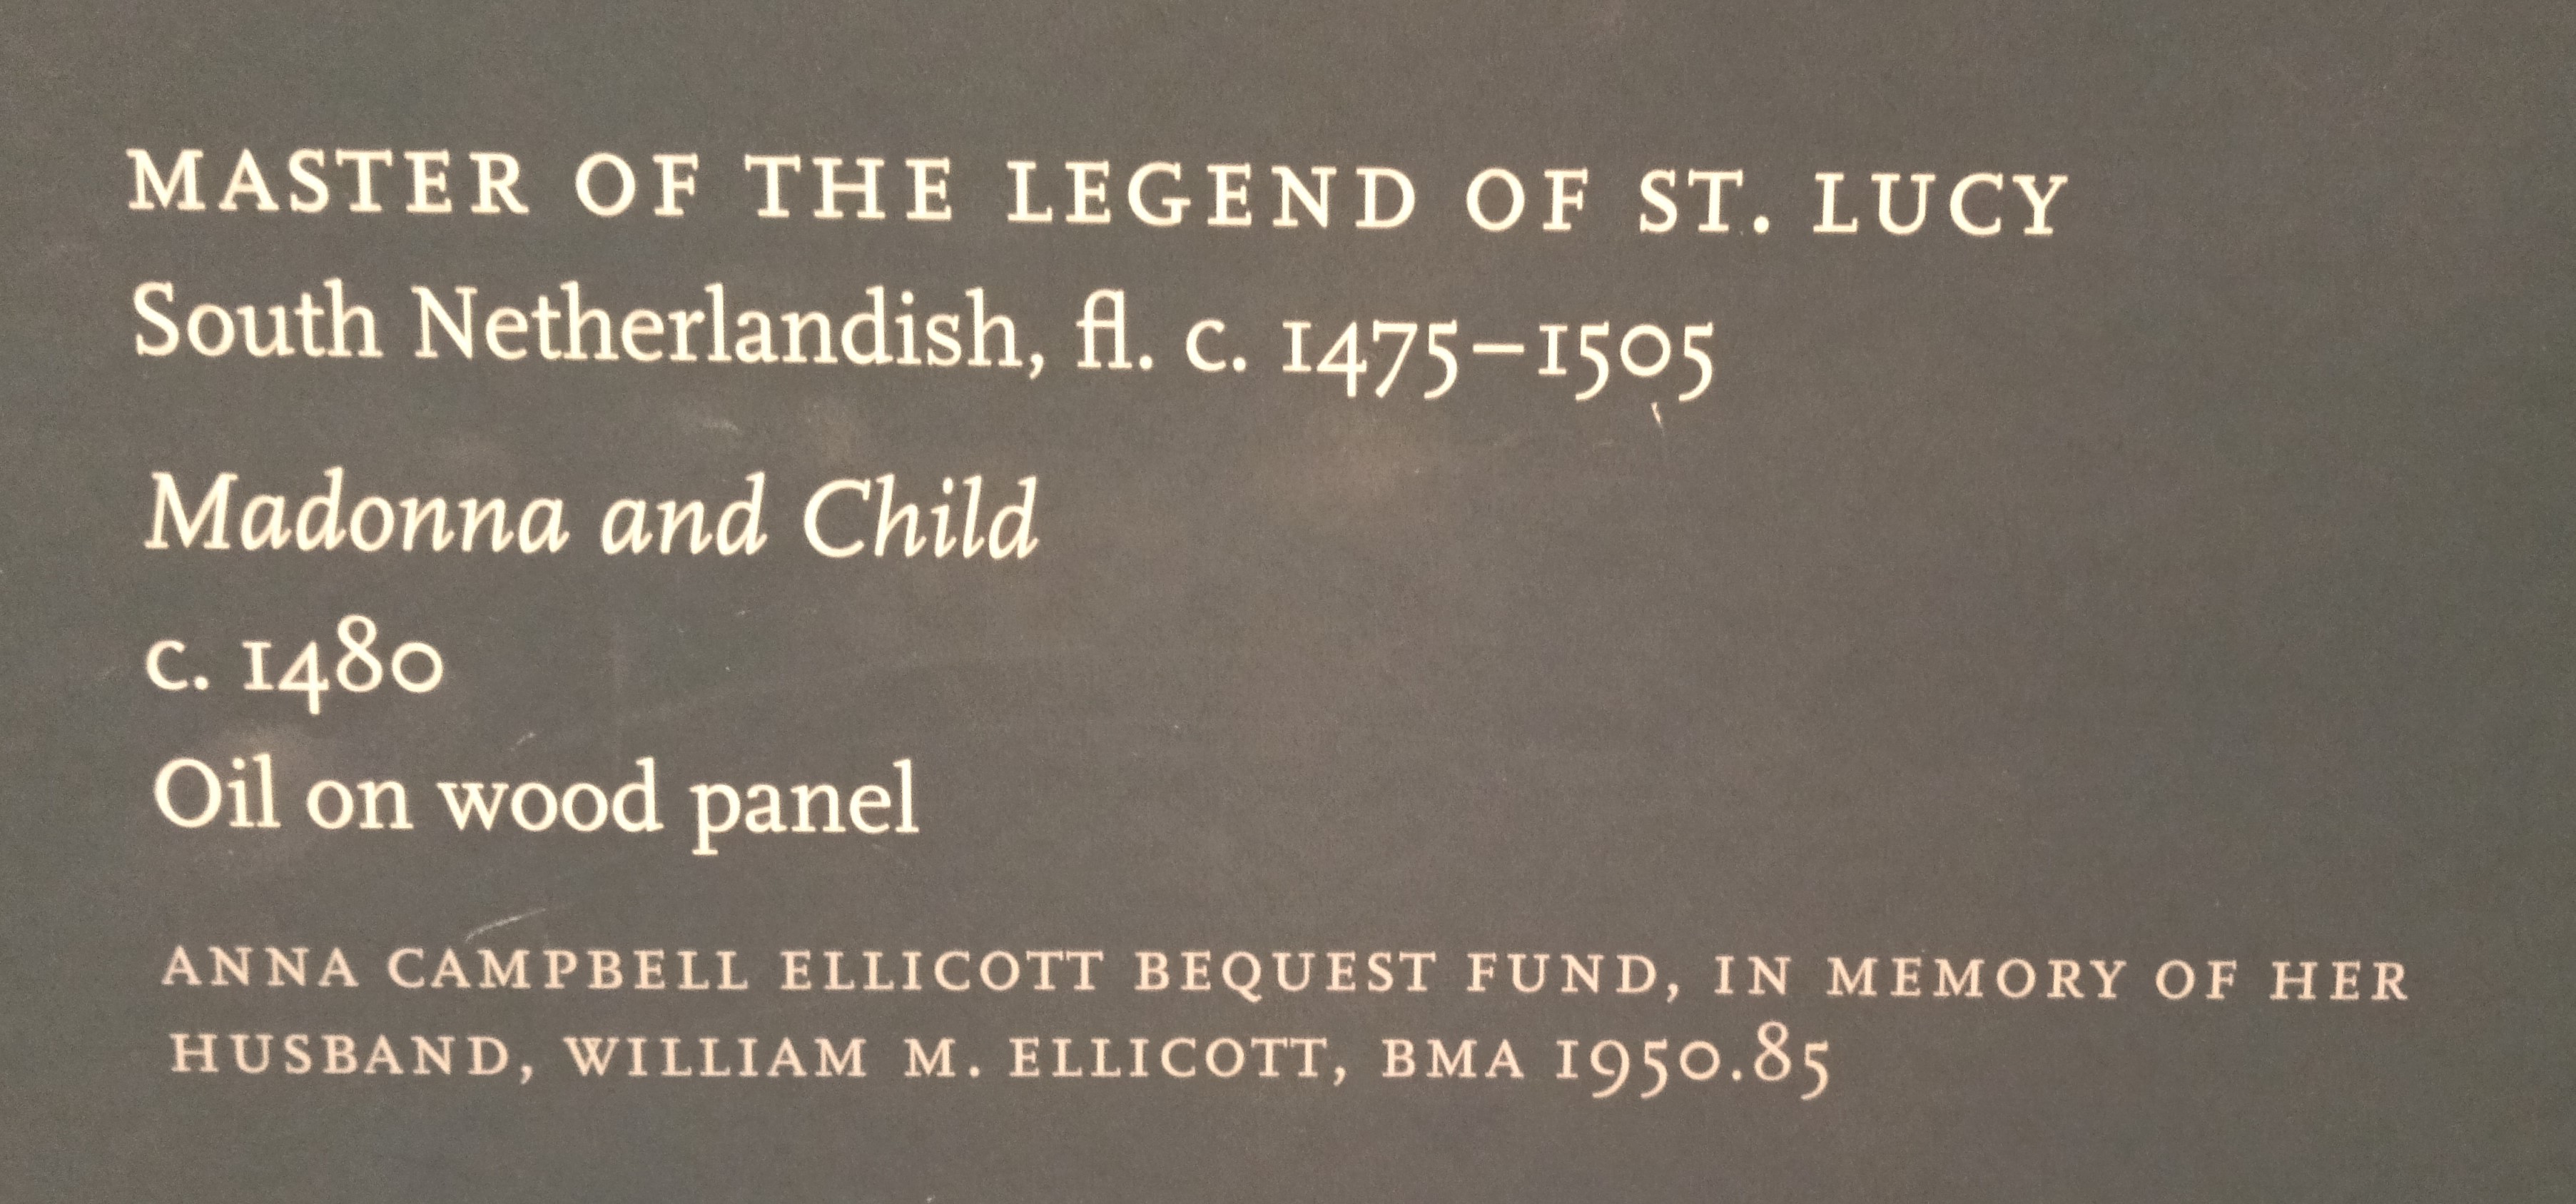 MASTER OF THE LEGEND OF ST. LUCY
South Netherlandish, fl. c. 1475–1505
Madonna and Child
c. 1480
Oil on wood panel
ANNA CAMPBELL ELLICOTT BEQUEST FUND, IN MEMORY OF HER
HUSBAND, WILLIAM M. ELLICOTT, BMA 1950.85